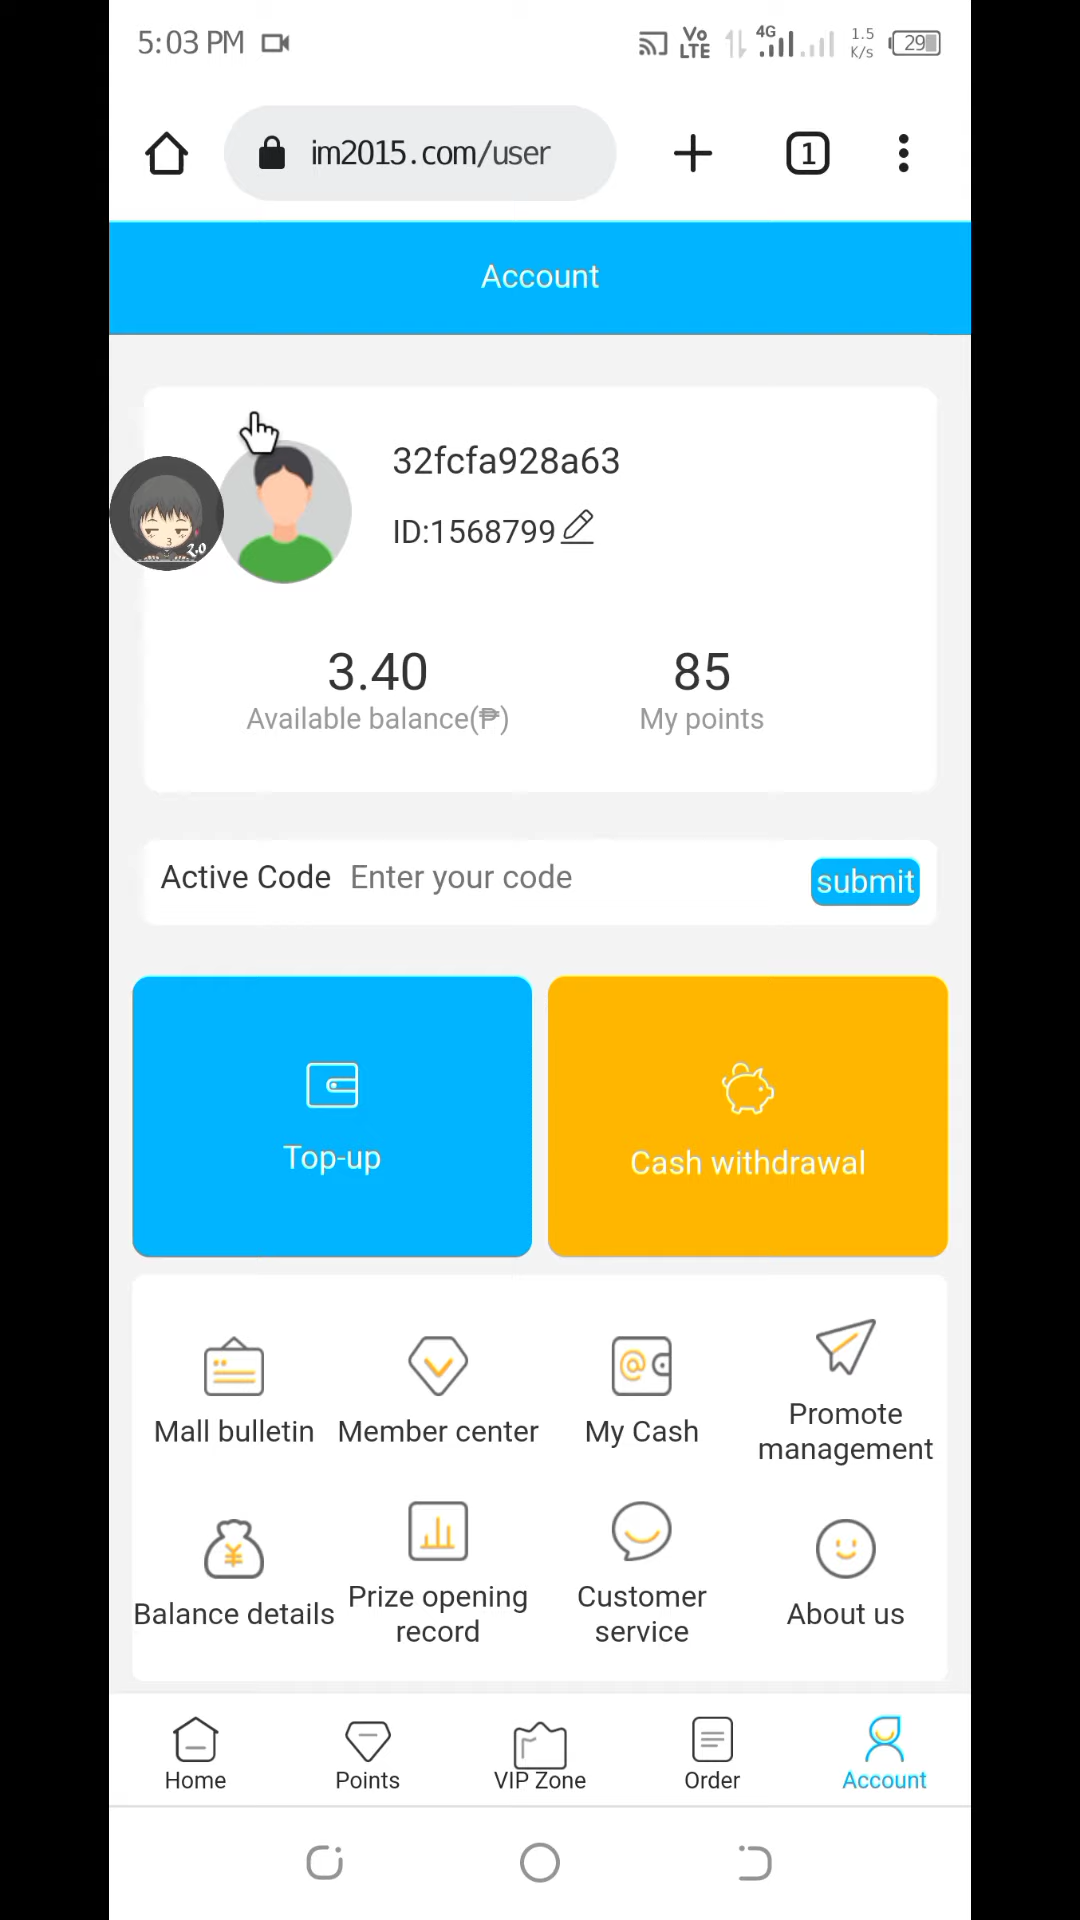 5:03 PM
Vo LTE 4G 1.5 K/s 29
im2015.com/user
1
Account
32fcfa928a63
ID:1568799
2.0
3.40 85
Available balance(₱) My points
Active Code Enter your code submit
Top-up Cash withdrawal
Mall bulletin Member center My Cash Promote management
Balance details Prize opening record Customer service About us
Home Points VIP Zone Order Account